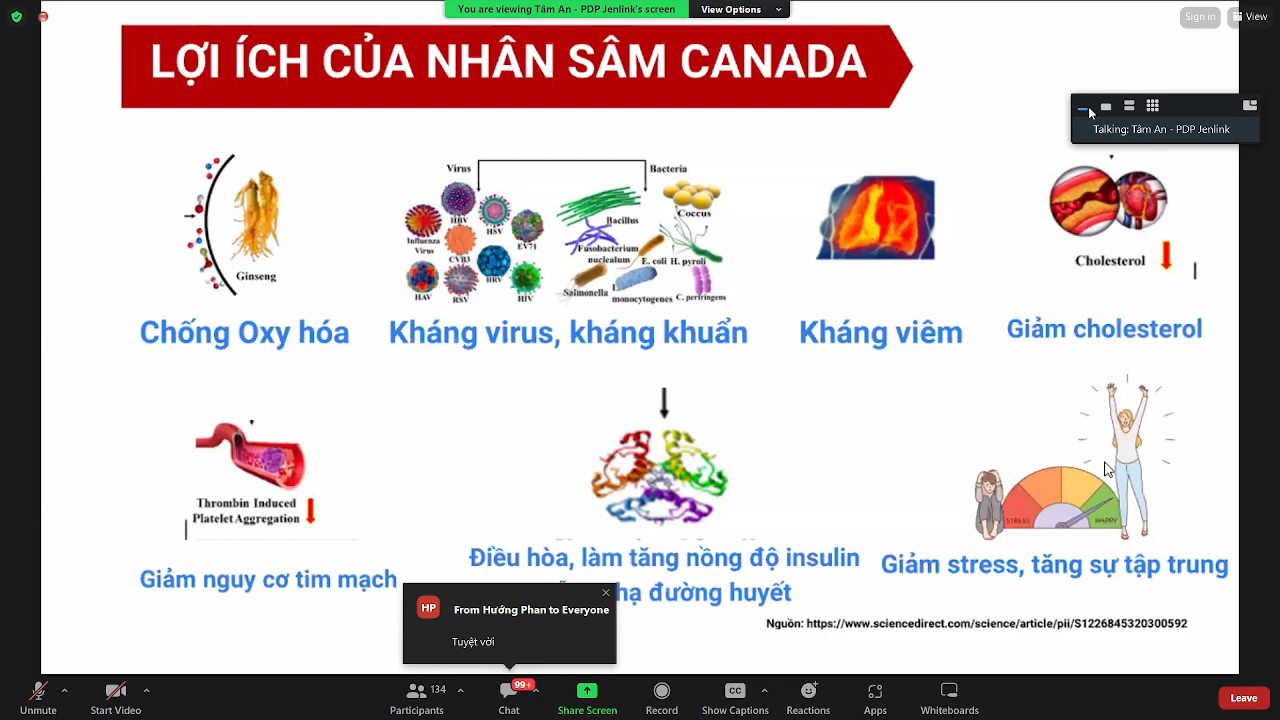 You are viewing Tâm An - PDP Jenlink's screen
View Options
Sign in
View
LỢI ÍCH CỦA NHÂN SÂM CANADA
Talking: Tâm An - PDP Jenlink
Virus
Bacteria
HBV
HSV
Influenza
Virus
EV71
CVB3
HRV
HAV
RSV
HIV
Bacillus
Coccus
Fusobacterium
nucleatum
E. coli
H. pyroli
Salmonella
L.
monocytogenes
C. perfringens
Ginseng
Cholesterol
Chống Oxy hóa
Kháng virus, kháng khuẩn
Kháng viêm
Giảm cholesterol
Thrombin Induced
Platelet Aggregation
STRESS
HAPPY
Giảm nguy cơ tim mạch
Điều hòa, làm tăng nồng độ insulin
hạ đường huyết
Giảm stress, tăng sự tập trung
HP
From Hướng Phan to Everyone
Tuyệt vời
Nguồn: https://www.sciencedirect.com/science/article/pii/S1226845320300592
Unmute
Start Video
134
Participants
99+
Chat
Share Screen
Record
CC
Show Captions
Reactions
Apps
Whiteboards
Leave